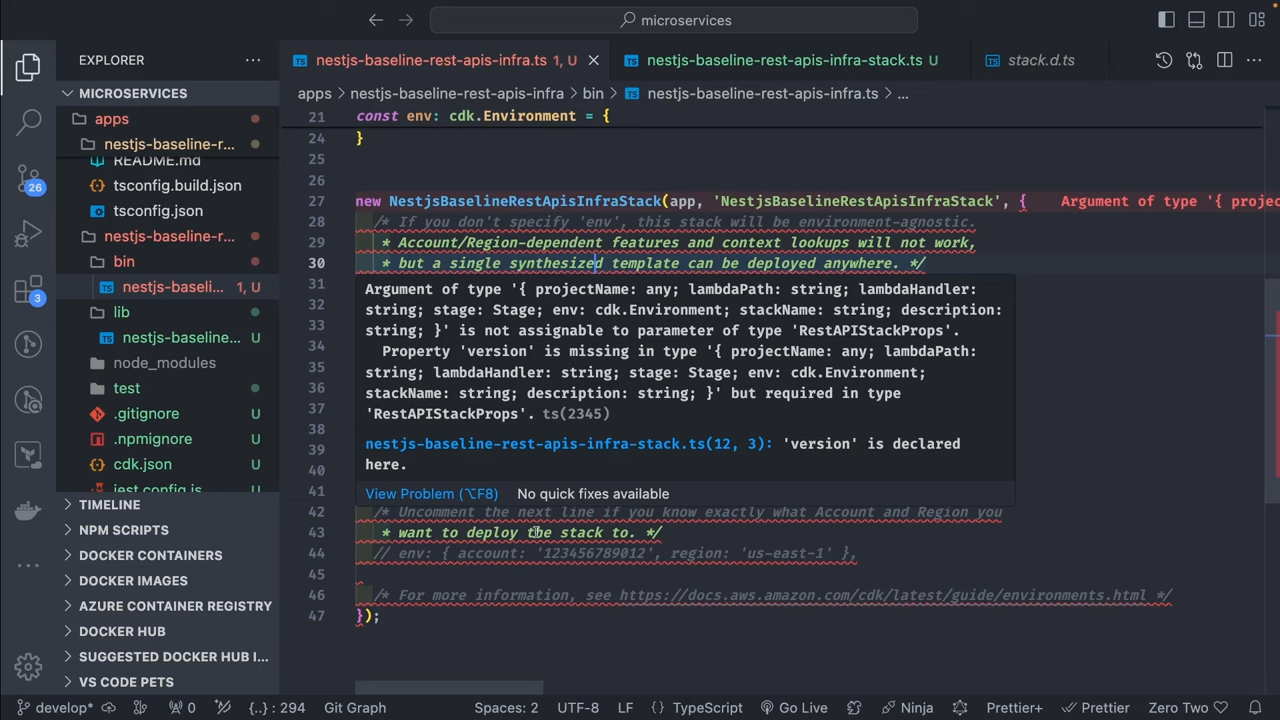 microservices
EXPLORER
nestjs-baseline-rest-apis-infra.ts 1, U
nestjs-baseline-rest-apis-infra-stack.ts U
stack.d.ts
MICROSERVICES
apps
nestjs-baseline-r...
README.md
tsconfig.build.json U
tsconfig.json U
nestjs-baseline-r...
bin
nestjs-baseli... 1, U
lib
nestjs-baseline... U
node_modules
test
.gitignore U
.npmignore U
cdk.json U
jest.config.js U
TIMELINE
NPM SCRIPTS
DOCKER CONTAINERS
DOCKER IMAGES
AZURE CONTAINER REGISTRY
DOCKER HUB
SUGGESTED DOCKER HUB I...
VS CODE PETS
26
3
apps > nestjs-baseline-rest-apis-infra > bin > nestjs-baseline-rest-apis-infra.ts > ...
21 const env: cdk.Environment = {
24 }
25
26
27 new NestjsBaselineRestApisInfraStack(app, 'NestjsBaselineRestApisInfraStack', { Argument of type '{ projec
28 /* If you don't specify 'env', this stack will be environment-agnostic.
29 * Account/Region-dependent features and context lookups will not work,
30 * but a single synthesized template can be deployed anywhere. */
31
32
33
34
35
36
37
38
39
40
41
Argument of type '{ projectName: any; lambdaPath: string; lambdaHandler:
string; stage: Stage; env: cdk.Environment; stackName: string; description:
string; }' is not assignable to parameter of type 'RestAPIStackProps'.
Property 'version' is missing in type '{ projectName: any; lambdaPath:
string; lambdaHandler: string; stage: Stage; env: cdk.Environment;
stackName: string; description: string; }' but required in type
'RestAPIStackProps'. ts(2345)
nestjs-baseline-rest-apis-infra-stack.ts(12, 3): 'version' is declared
here.
View Problem (⌥F8) No quick fixes available
42 /* Uncomment the next line if you know exactly what Account and Region you
43 * want to deploy the stack to. */
44 // env: { account: '123456789012', region: 'us-east-1' },
45
46 /* For more information, see https://docs.aws.amazon.com/cdk/latest/guide/environments.html */
47 });
develop* 0 {..} : 294 Git Graph Spaces: 2 UTF-8 LF {} TypeScript Go Live Ninja Prettier+ Prettier Zero Two